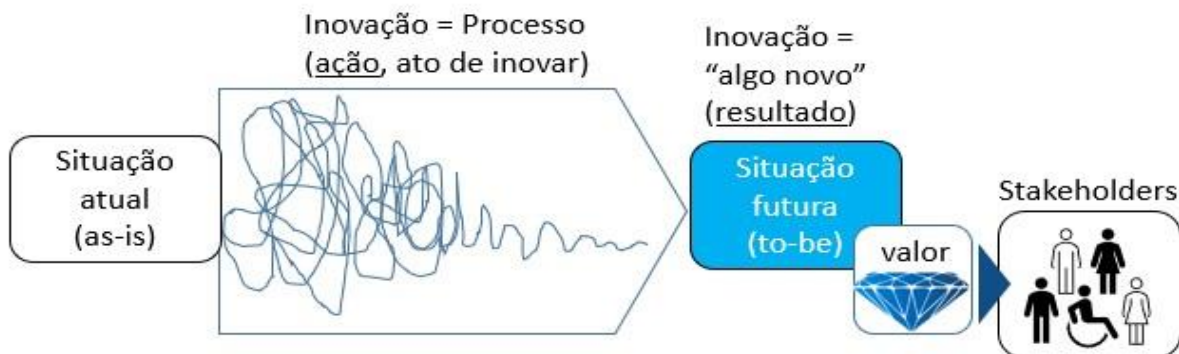 Inovação = Processo
(ação, ato de inovar)
Inovação =
“algo novo”
(resultado)
Situação
atual
(as-is)
Situação
futura
(to-be)
valor
Stakeholders